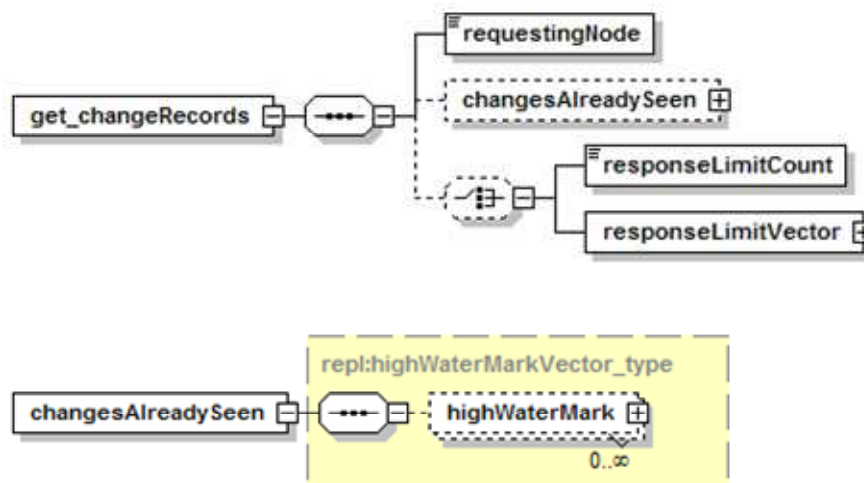 requestingNode
changesAlreadySeen
get_changeRecords
responseLimitCount
responseLimitVector
repl:highWaterMarkVector_type
changesAlreadySeen
highWaterMark
0..∞